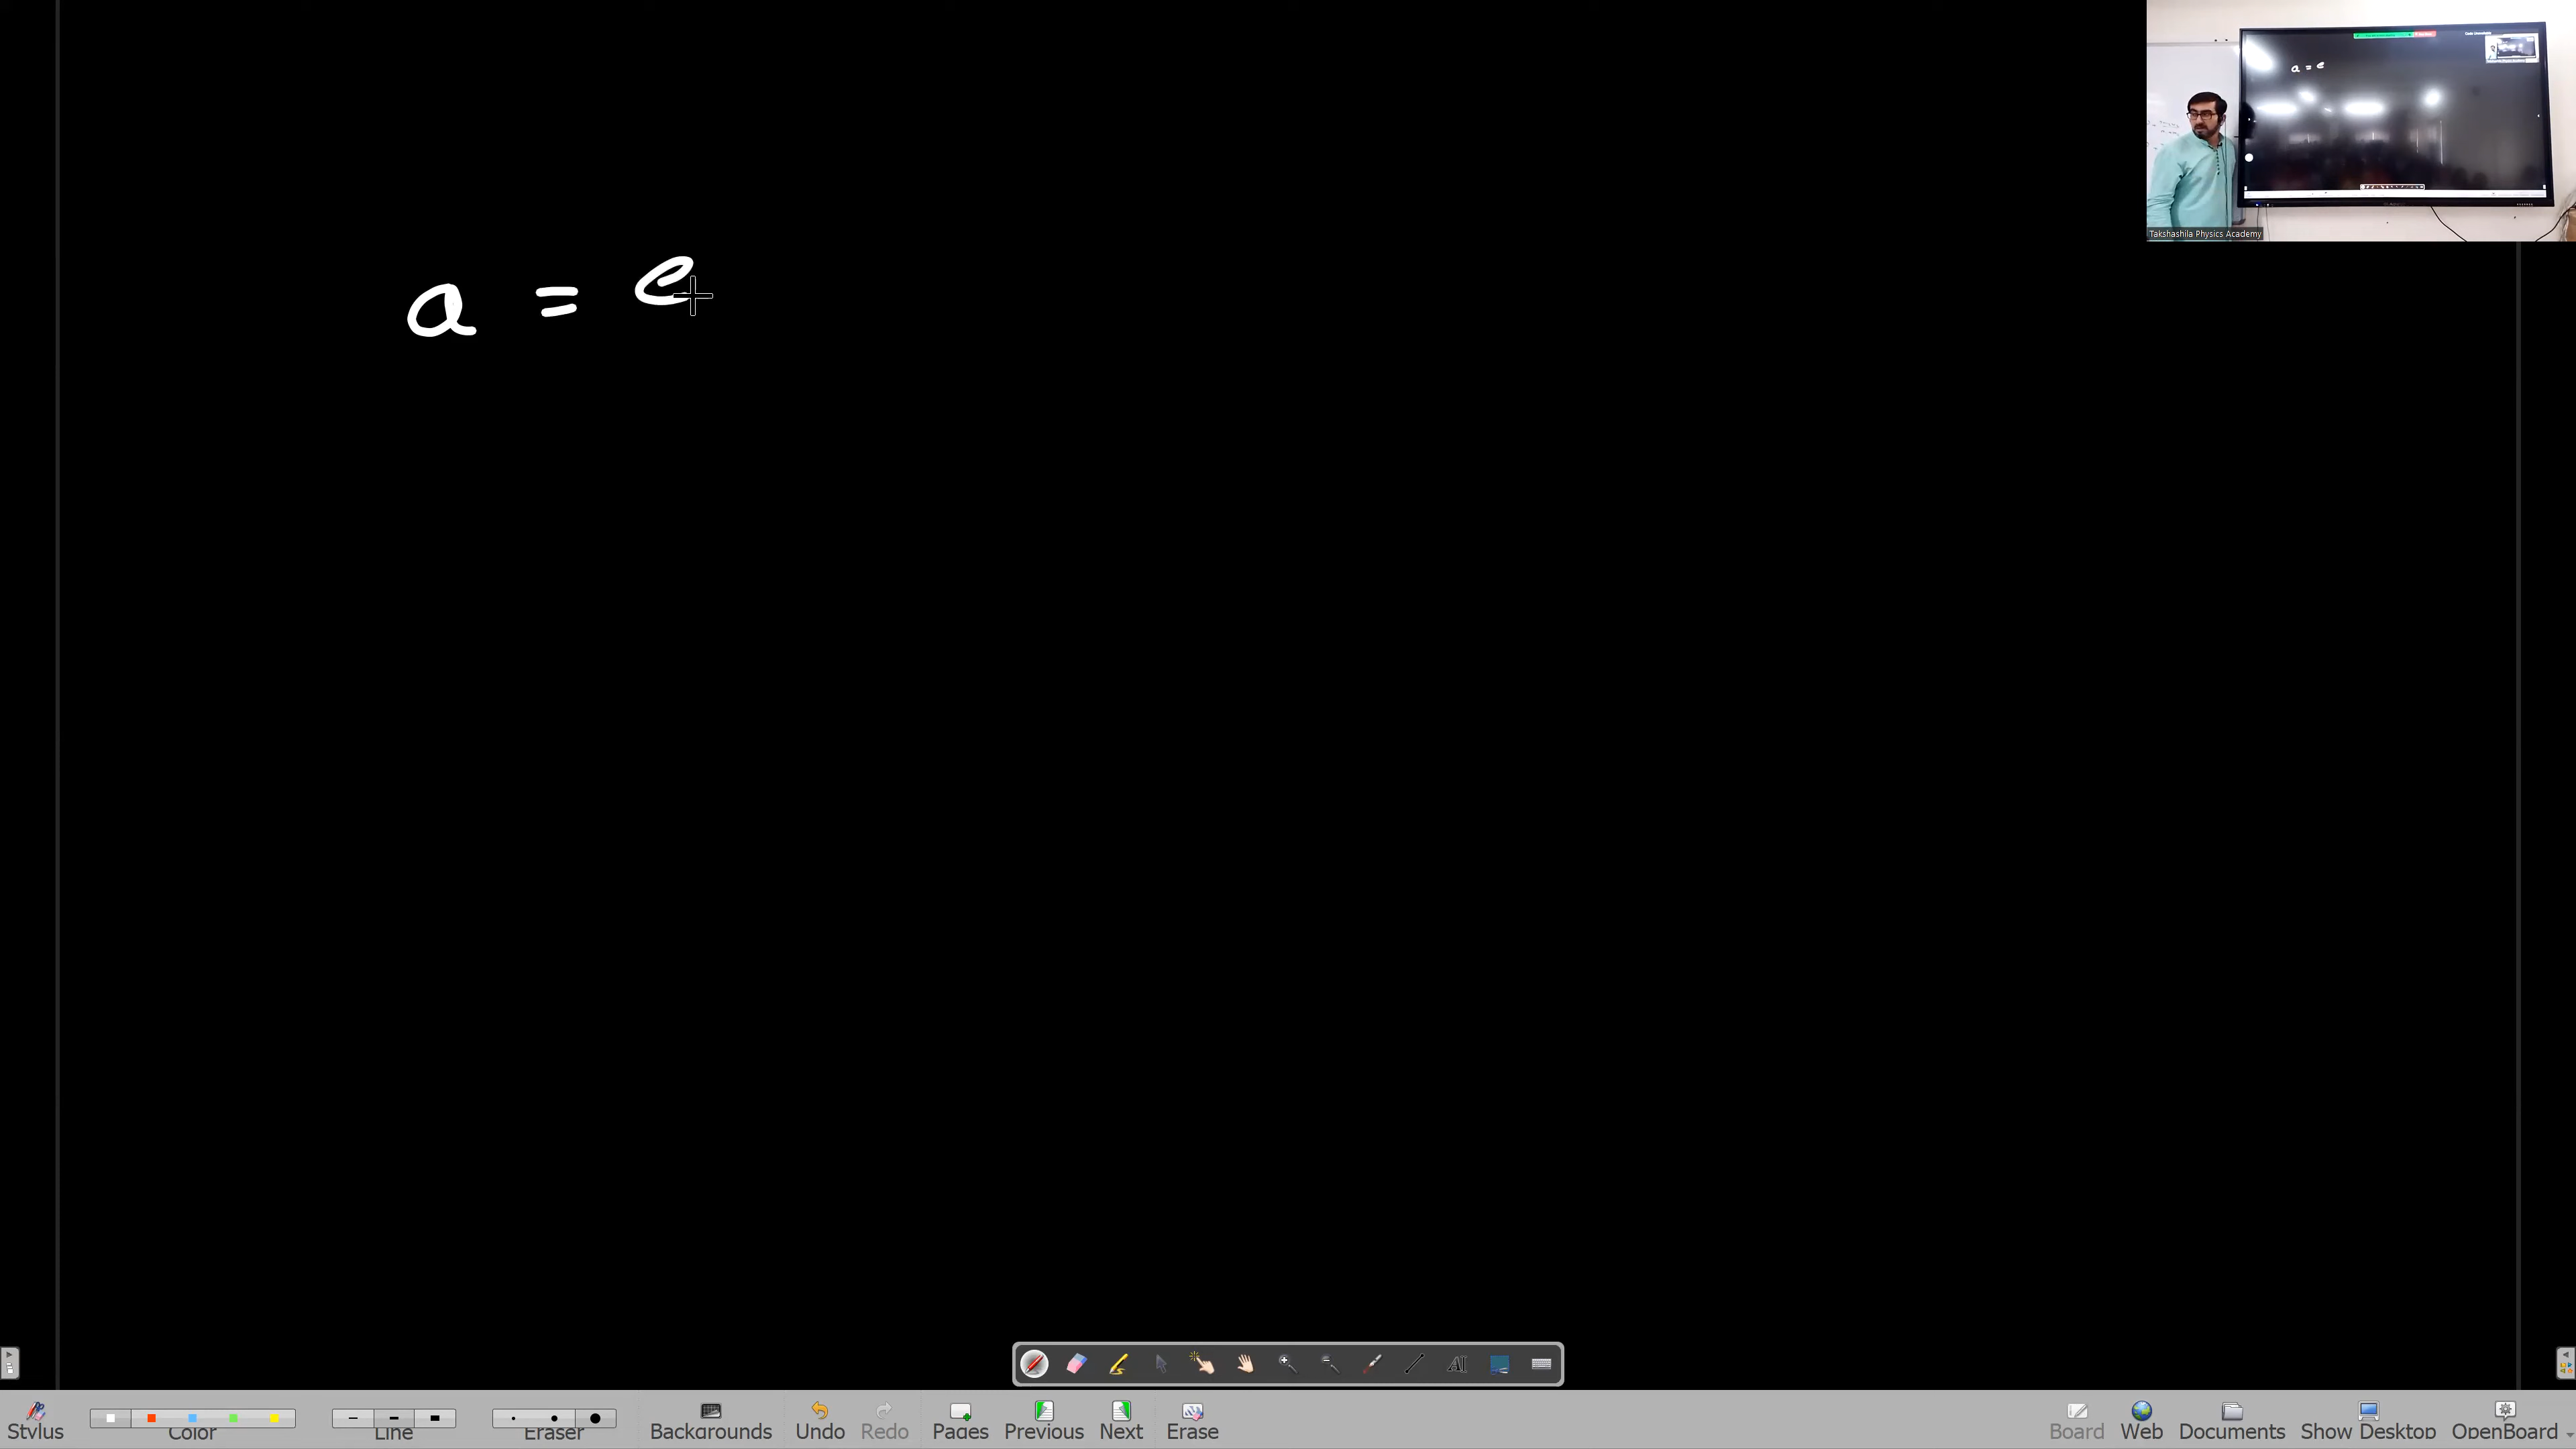 a = e
Takshashila Physics Academy
Stylus Color Line Eraser Backgrounds Undo Redo Pages Previous Next Erase Board Web Documents Show Desktop OpenBoard